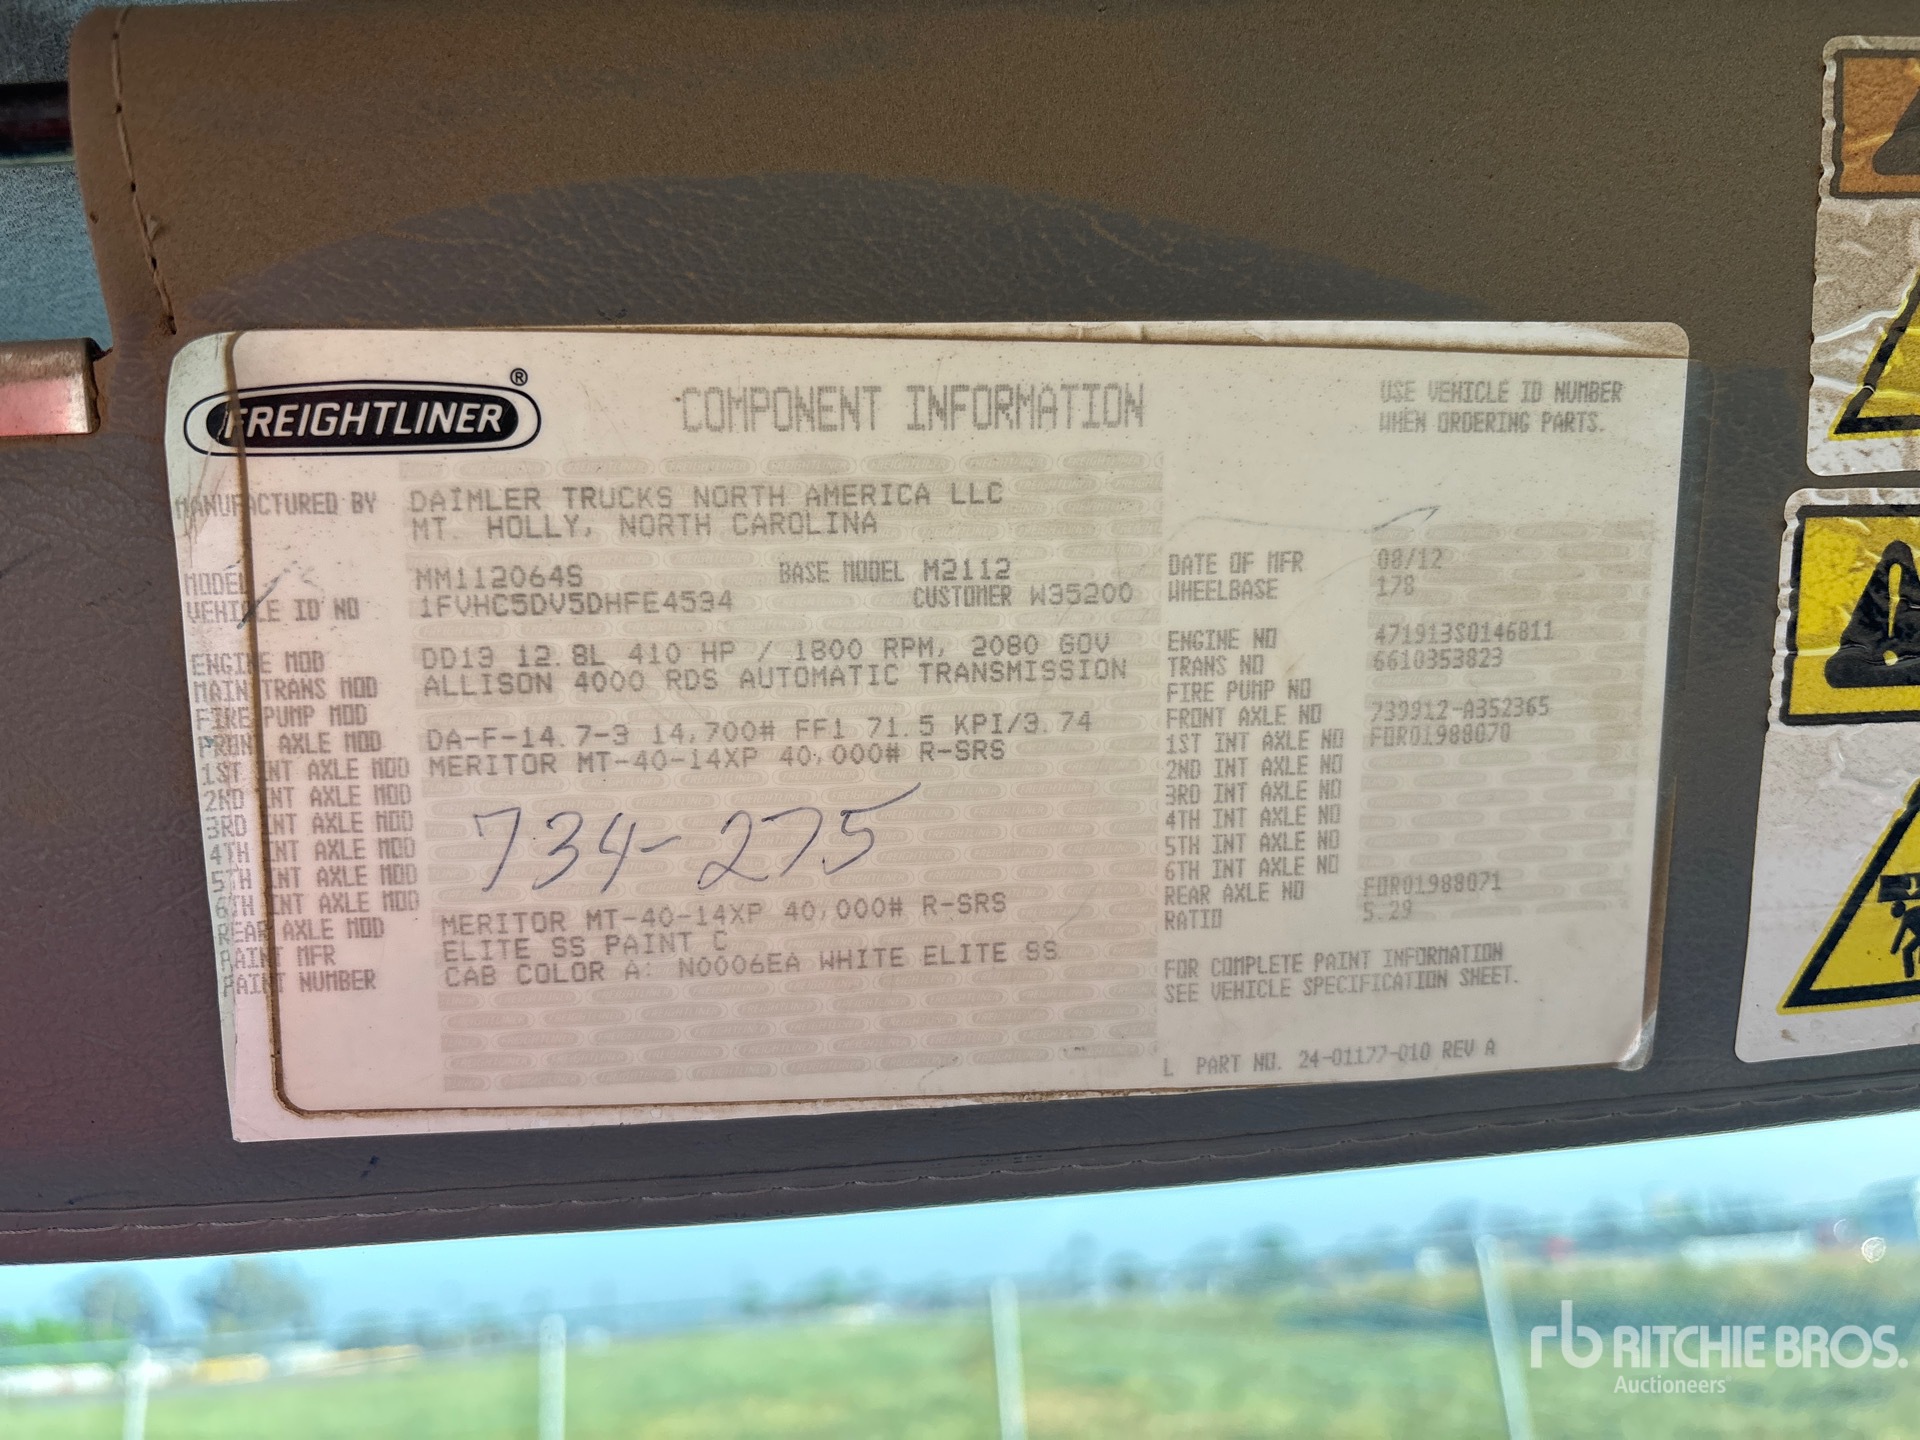 FREIGHTLINER ®
COMPONENT INFORMATION
USE VEHICLE ID NUMBER
WHEN ORDERING PARTS.
MANUFACTURED BY DAIMLER TRUCKS NORTH AMERICA LLC
MT. HOLLY, NORTH CAROLINA
MODEL MM112064S BASE MODEL M2112 DATE OF MFR 08/12
VEHICLE ID NO 1FVHC5DV5DHFE4594 CUSTOMER W35200 WHEELBASE 178
ENGINE MOD DD13 12.8L 410 HP / 1800 RPM, 2080 GOV ENGINE NO 471913S0146811
MAIN TRANS MOD ALLISON 4000 RDS AUTOMATIC TRANSMISSION TRANS NO 6610353823
FIRE PUMP MOD FIRE PUMP NO
FRONT AXLE MOD DA-F-14.7-3 14,700# FF1 71.5 KPI/3.74 FRONT AXLE NO 739912-A352365
1ST INT AXLE MOD MERITOR MT-40-14XP 40,000# R-SRS 1ST INT AXLE NO FOR01988070
2ND INT AXLE MOD 2ND INT AXLE NO
3RD INT AXLE MOD 3RD INT AXLE NO
4TH INT AXLE MOD 4TH INT AXLE NO
5TH INT AXLE MOD 5TH INT AXLE NO
6TH INT AXLE MOD 6TH INT AXLE NO
734-275
REAR AXLE MOD MERITOR MT-40-14XP 40,000# R-SRS REAR AXLE NO FOR01988071
PAINT MFR ELITE SS PAINT C RATIO 5.29
PAINT NUMBER CAB COLOR A: N0006EA WHITE ELITE SS
FOR COMPLETE PAINT INFORMATION
SEE VEHICLE SPECIFICATION SHEET.
L PART NO. 24-01177-010 REV A
rb RITCHIE BROS.
Auctioneers